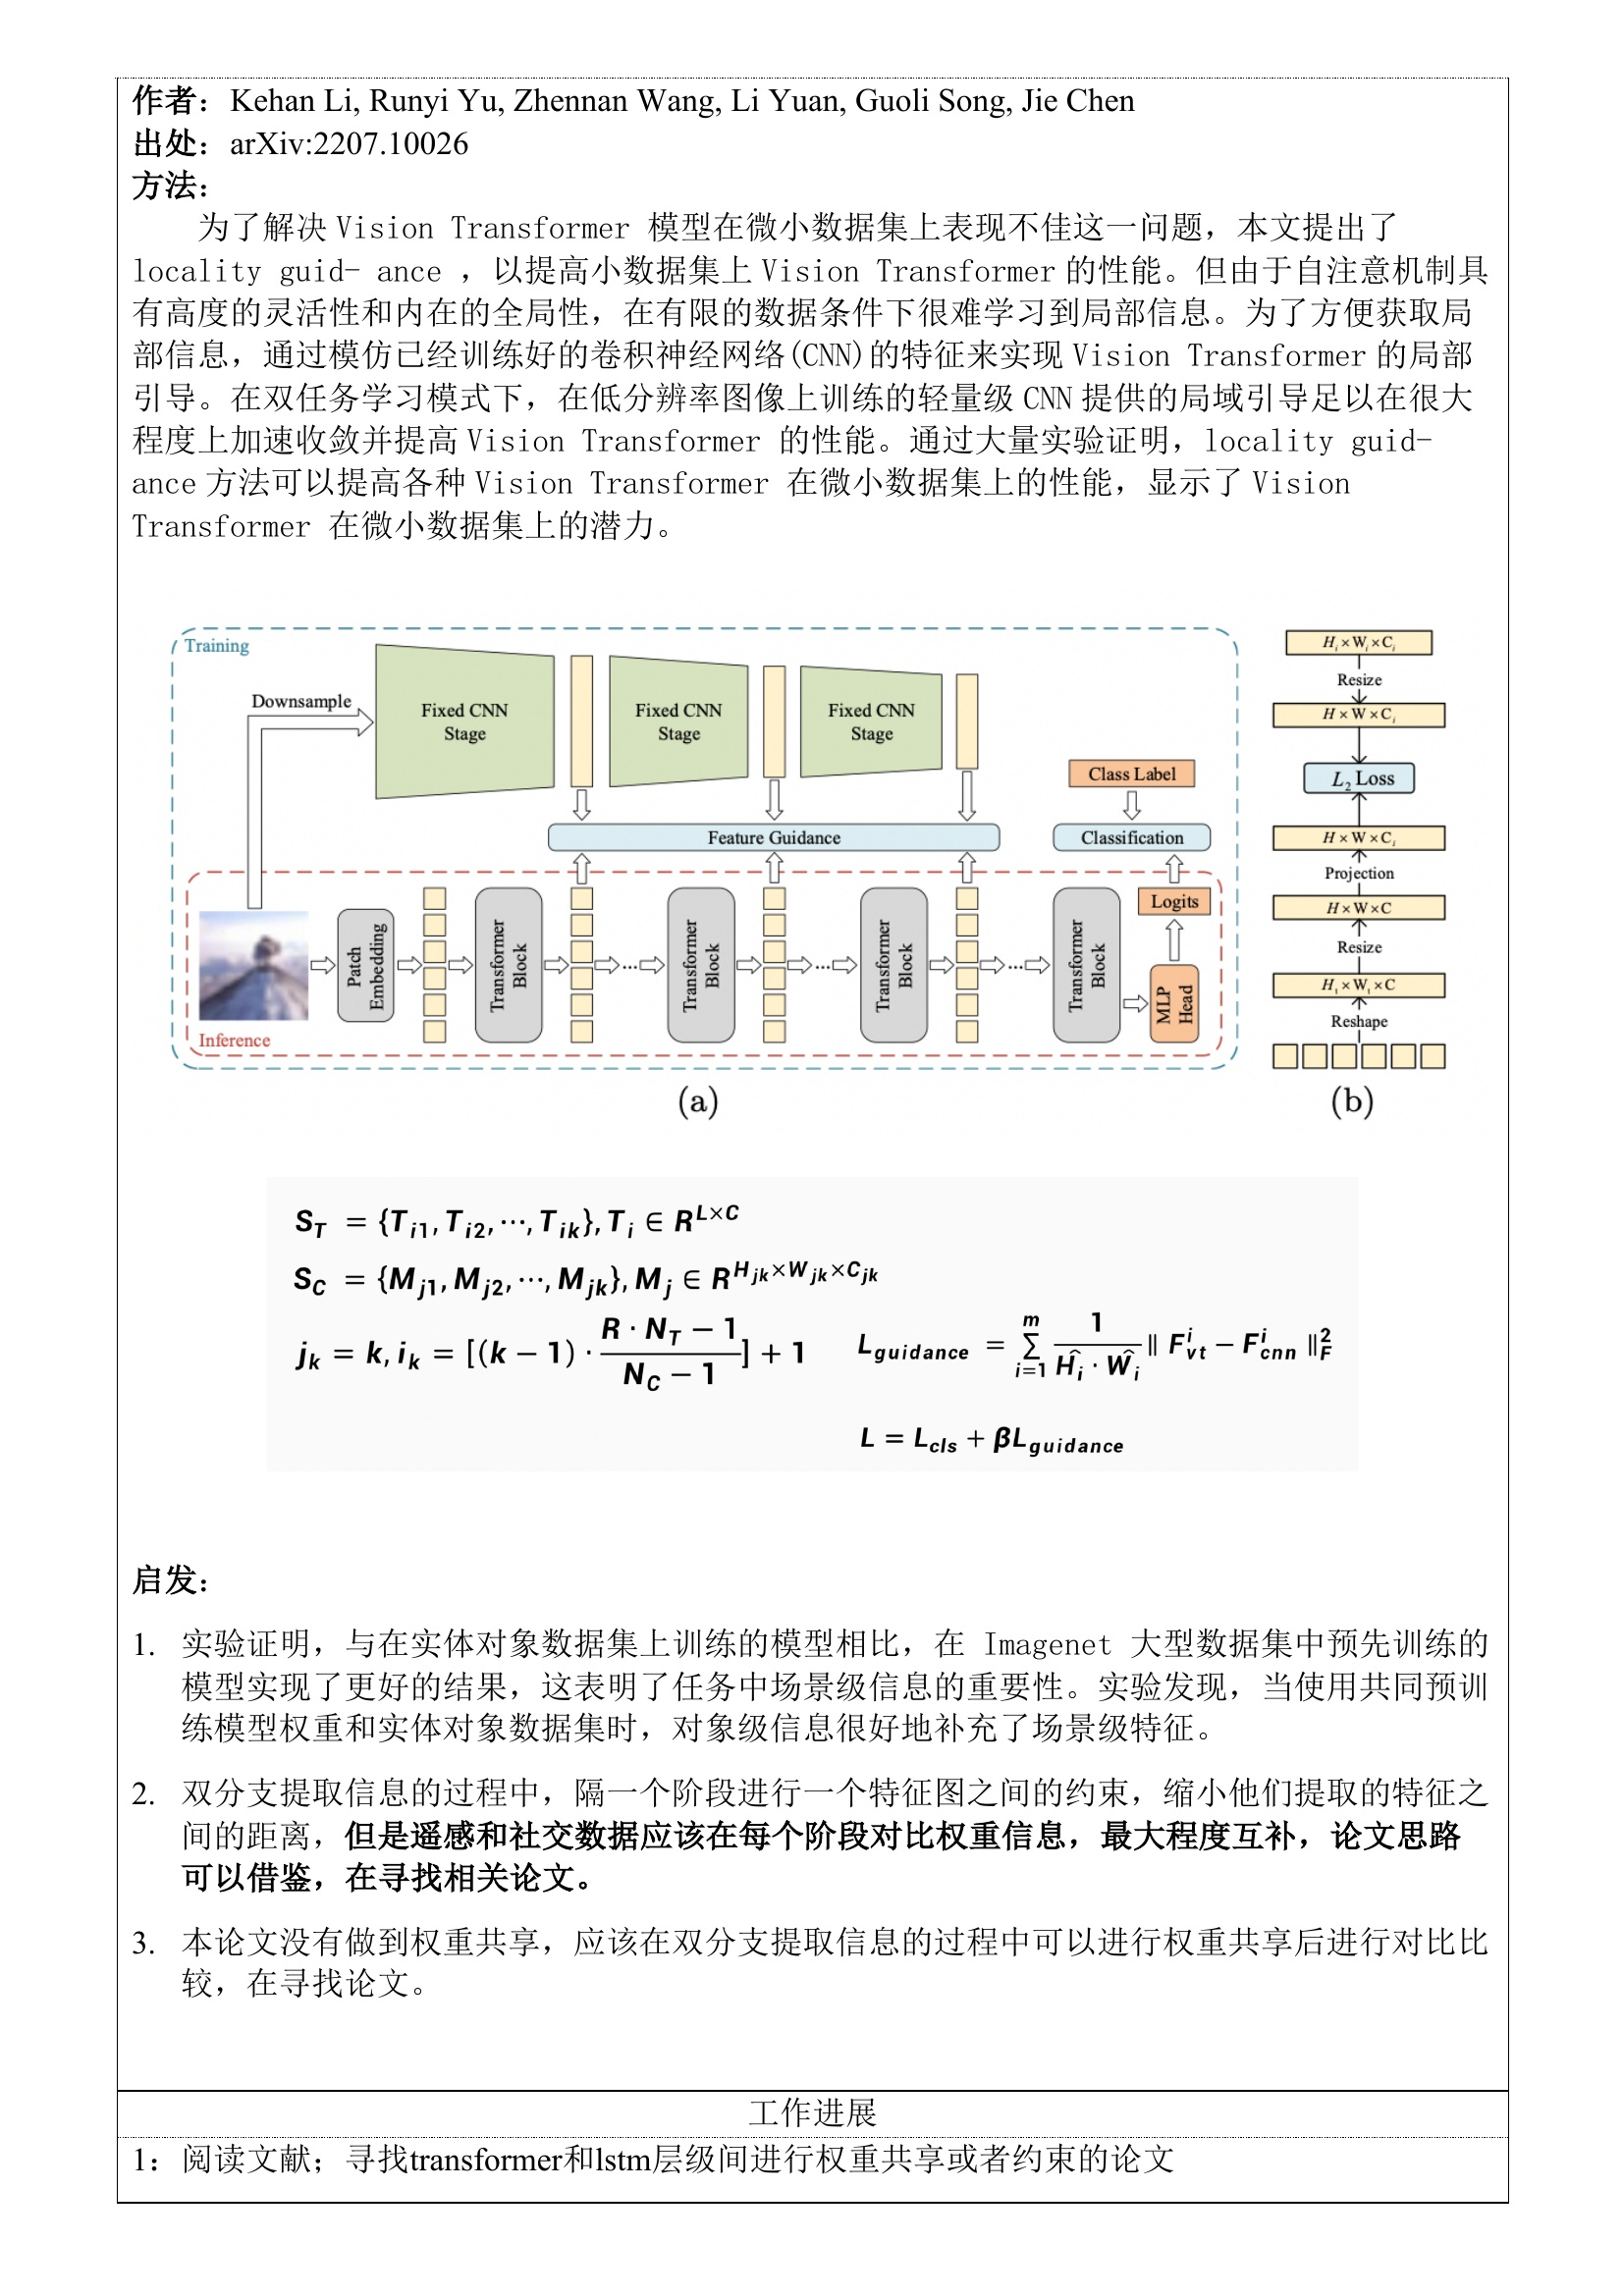 作者：Kehan Li, Runyi Yu, Zhennan Wang, Li Yuan, Guoli Song, Jie Chen
出处：arXiv:2207.10026
方法：
为了解决 Vision Transformer 模型在微小数据集上表现不佳这一问题，本文提出了
locality guid- ance ，以提高小数据集上 Vision Transformer 的性能。但由于自注意机制具
有高度的灵活性和内在的全局性，在有限的数据条件下很难学习到局部信息。为了方便获取局
部信息，通过模仿已经训练好的卷积神经网络(CNN)的特征来实现 Vision Transformer 的局部
引导。在双任务学习模式下，在低分辨率图像上训练的轻量级 CNN 提供的局域引导足以在很大
程度上加速收敛并提高 Vision Transformer 的性能。通过大量实验证明，locality guid-
ance 方法可以提高各种 Vision Transformer 在微小数据集上的性能，显示了 Vision
Transformer 在微小数据集上的潜力。
Training
Downsample
Fixed CNN
Stage
Fixed CNN
Stage
Fixed CNN
Stage
Class Label
Feature Guidance
Classification
Logits
Patch
Embedding
Transformer
Block
...
Transformer
Block
...
Transformer
Block
...
Transformer
Block
MLP
Head
Inference
(a)
H_i×W_i×C_i
Resize
H×W×C_i
L_2 Loss
H×W×C_i
Projection
H×W×C
Resize
H_t×W_t×C
Reshape
(b)
S_T = {T_{i1}, T_{i2}, ⋯, T_{ik}}, T_i ∈ R^{L×C}
S_C = {M_{j1}, M_{j2}, ⋯, M_{jk}}, M_j ∈ R^{H_{jk}×W_{jk}×C_{jk}}
j_k = k, i_k = [(k − 1) · \frac{R · N_T − 1}{N_C − 1}] + 1
L_{guidance} = \sum_{i=1}^{m} \frac{1}{\hat{H_i} · \hat{W_i}} ‖ F_{vt}^i − F_{cnn}^i ‖_F^2
L = L_{cls} + βL_{guidance}
启发：
1. 实验证明，与在实体对象数据集上训练的模型相比，在 Imagenet 大型数据集中预先训练的
模型实现了更好的结果，这表明了任务中场景级信息的重要性。实验发现，当使用共同预训
练模型权重和实体对象数据集时，对象级信息很好地补充了场景级特征。
2. 双分支提取信息的过程中，隔一个阶段进行一个特征图之间的约束，缩小他们提取的特征之
间的距离，但是遥感和社交数据应该在每个阶段对比权重信息，最大程度互补，论文思路
可以借鉴，在寻找相关论文。
3. 本论文没有做到权重共享，应该在双分支提取信息的过程中可以进行权重共享后进行对比比
较，在寻找论文。
工作进展
1：阅读文献；寻找transformer和lstm层级间进行权重共享或者约束的论文